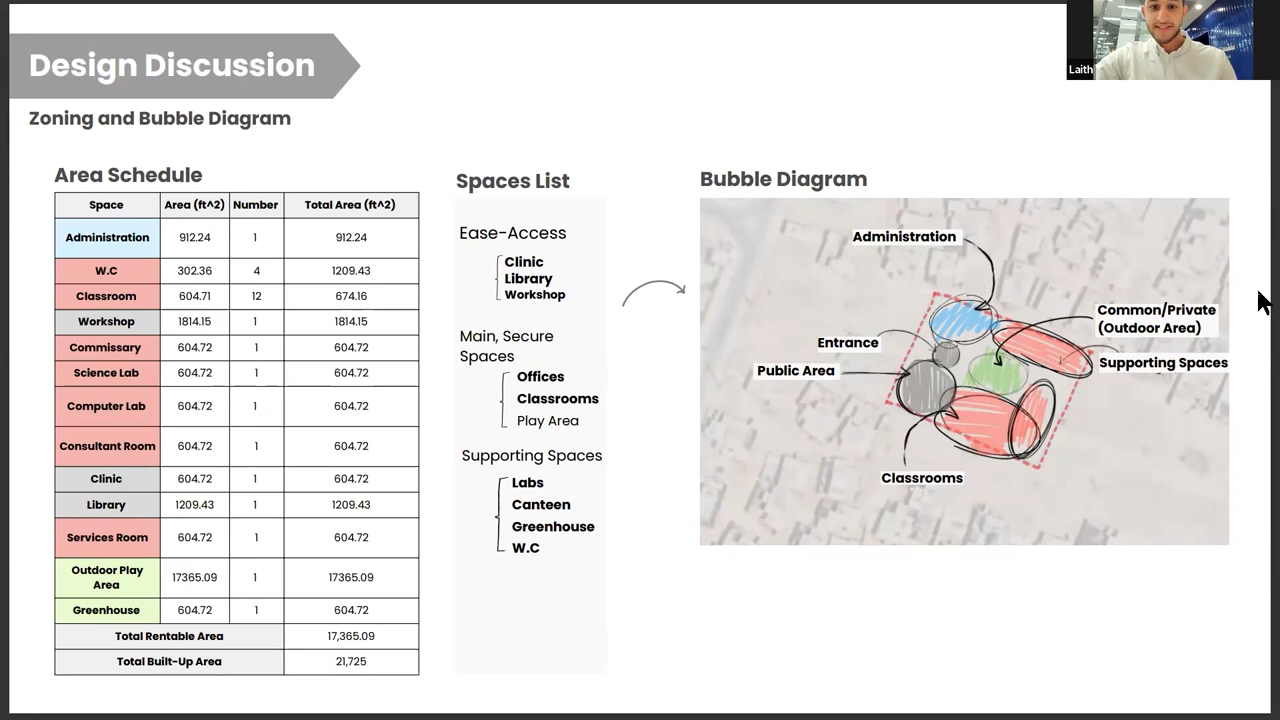 Design Discussion
Laith
Zoning and Bubble Diagram
Area Schedule
Space Area (ft^2) Number Total Area (ft^2)
Administration 912.24 1 912.24
W.C 302.36 4 1209.43
Classroom 604.71 12 674.16
Workshop 1814.15 1 1814.15
Commissary 604.72 1 604.72
Science Lab 604.72 1 604.72
Computer Lab 604.72 1 604.72
Consultant Room 604.72 1 604.72
Clinic 604.72 1 604.72
Library 1209.43 1 1209.43
Services Room 604.72 1 604.72
Outdoor Play
Area 17365.09 1 17365.09
Greenhouse 604.72 1 604.72
Total Rentable Area 17,365.09
Total Built-Up Area 21,725
Spaces List
Ease-Access
Clinic
Library
Workshop
Main, Secure
Spaces
Offices
Classrooms
Play Area
Supporting Spaces
Labs
Canteen
Greenhouse
W.C
Bubble Diagram
Administration
Common/Private
(Outdoor Area)
Entrance
Supporting Spaces
Public Area
Classrooms